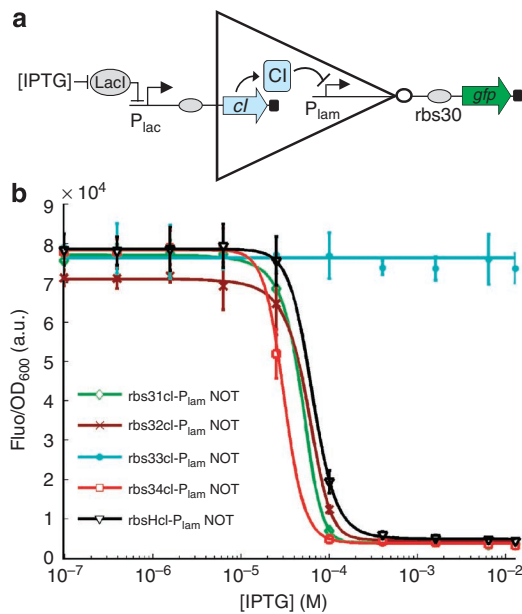 a
[IPTG]
LacI
P_lac
cI
CI
P_lam
rbs30
gfp
b
× 10^4
9
8
7
6
5
4
3
2
1
0
Fluo/OD_600 (a.u.)
rbs31cI-P_lam NOT
rbs32cI-P_lam NOT
rbs33cI-P_lam NOT
rbs34cI-P_lam NOT
rbsHcI-P_lam NOT
10^−7 10^−6 10^−5 10^−4 10^−3 10^−2
[IPTG] (M)